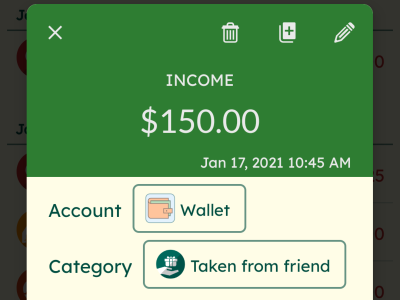 INCOME
$150.00
Jan 17, 2021 10:45 AM
Account Wallet
Category Taken from friend